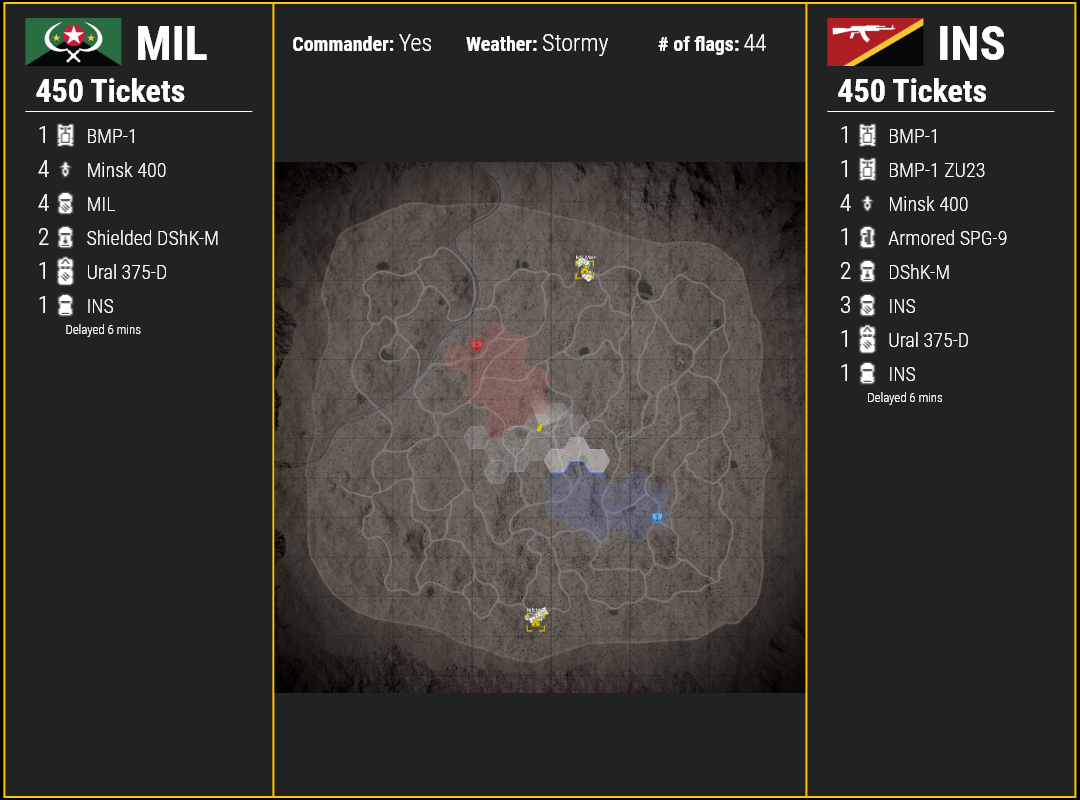 MIL
450 Tickets
1 BMP-1
4 Minsk 400
4 MIL
2 Shielded DShK-M
1 Ural 375-D
1 INS
Delayed 6 mins
Commander: Yes Weather: Stormy # of flags: 44
INS
450 Tickets
1 BMP-1
1 BMP-1 ZU23
4 Minsk 400
1 Armored SPG-9
2 DShK-M
3 INS
1 Ural 375-D
1 INS
Delayed 6 mins